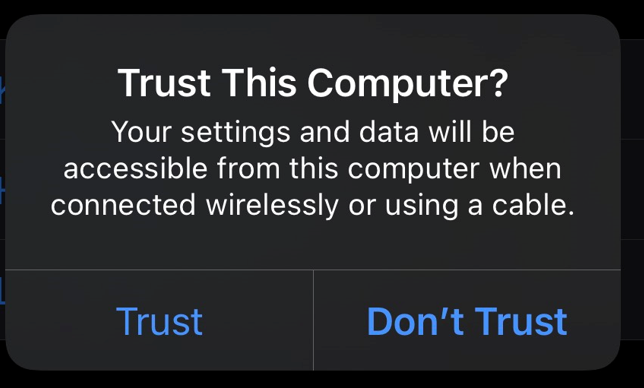 Trust This Computer?
Your settings and data will be
accessible from this computer when
connected wirelessly or using a cable.
Trust
Don’t Trust